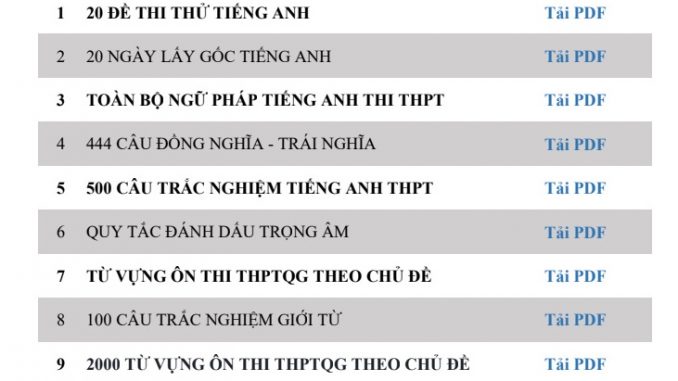 1 20 ĐỀ THI THỬ TIẾNG ANH Tải PDF
2 20 NGÀY LẤY GỐC TIẾNG ANH Tải PDF
3 TOÀN BỘ NGỮ PHÁP TIẾNG ANH THI THPT Tải PDF
4 444 CÂU ĐỒNG NGHĨA - TRÁI NGHĨA Tải PDF
5 500 CÂU TRẮC NGHIỆM TIẾNG ANH THPT Tải PDF
6 QUY TẮC ĐÁNH DẤU TRỌNG ÂM Tải PDF
7 TỪ VỰNG ÔN THI THPTQG THEO CHỦ ĐỀ Tải PDF
8 100 CÂU TRẮC NGHIỆM GIỚI TỪ Tải PDF
9 2000 TỪ VỰNG ÔN THI THPTQG THEO CHỦ ĐỀ Tải PDF